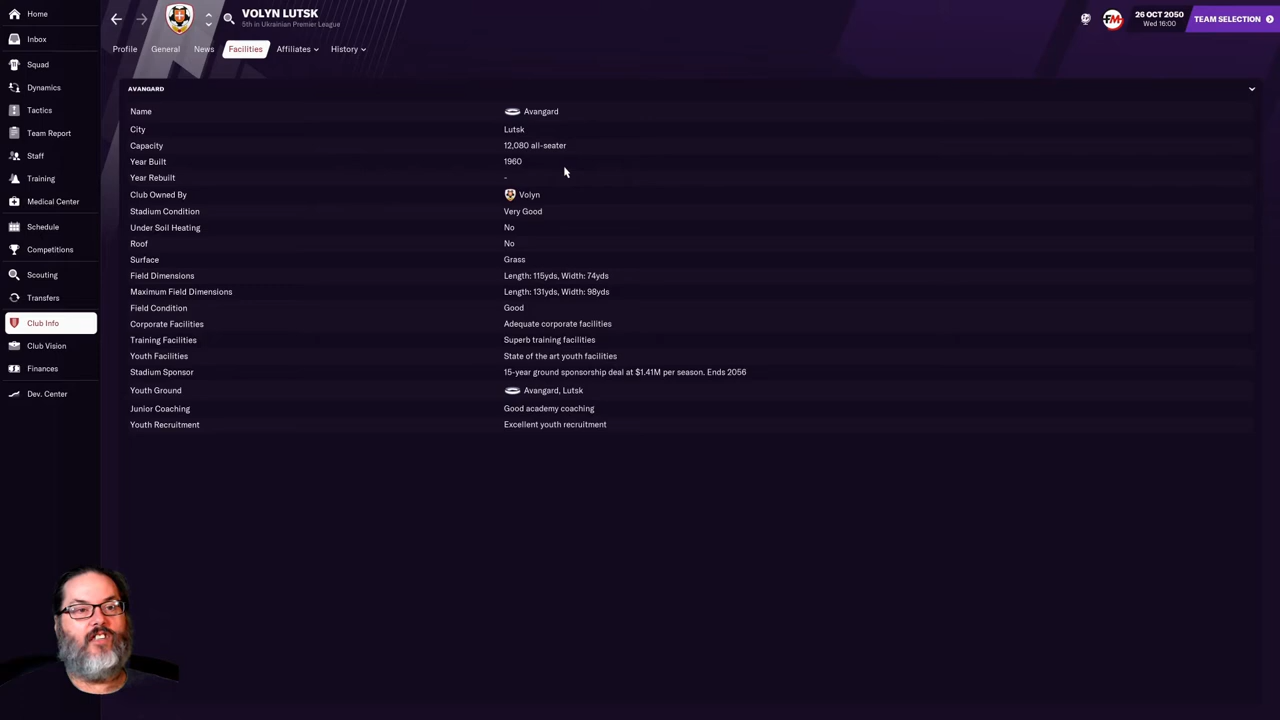 Home
Inbox
Squad
Dynamics
Tactics
Team Report
Staff
Training
Medical Center
Schedule
Competitions
Scouting
Transfers
Club Info
Club Vision
Finances
Dev. Center
VOLYN LUTSK
5th in Ukrainian Premier League
FM
26 OCT 2050
Wed 16:00
TEAM SELECTION
Profile General News Facilities Affiliates History
AVANGARD
Name Avangard
City Lutsk
Capacity 12,080 all-seater
Year Built 1960
Year Rebuilt -
Club Owned By Volyn
Stadium Condition Very Good
Under Soil Heating No
Roof No
Surface Grass
Field Dimensions Length: 115yds, Width: 74yds
Maximum Field Dimensions Length: 131yds, Width: 98yds
Field Condition Good
Corporate Facilities Adequate corporate facilities
Training Facilities Superb training facilities
Youth Facilities State of the art youth facilities
Stadium Sponsor 15-year ground sponsorship deal at $1.41M per season. Ends 2056
Youth Ground Avangard, Lutsk
Junior Coaching Good academy coaching
Youth Recruitment Excellent youth recruitment